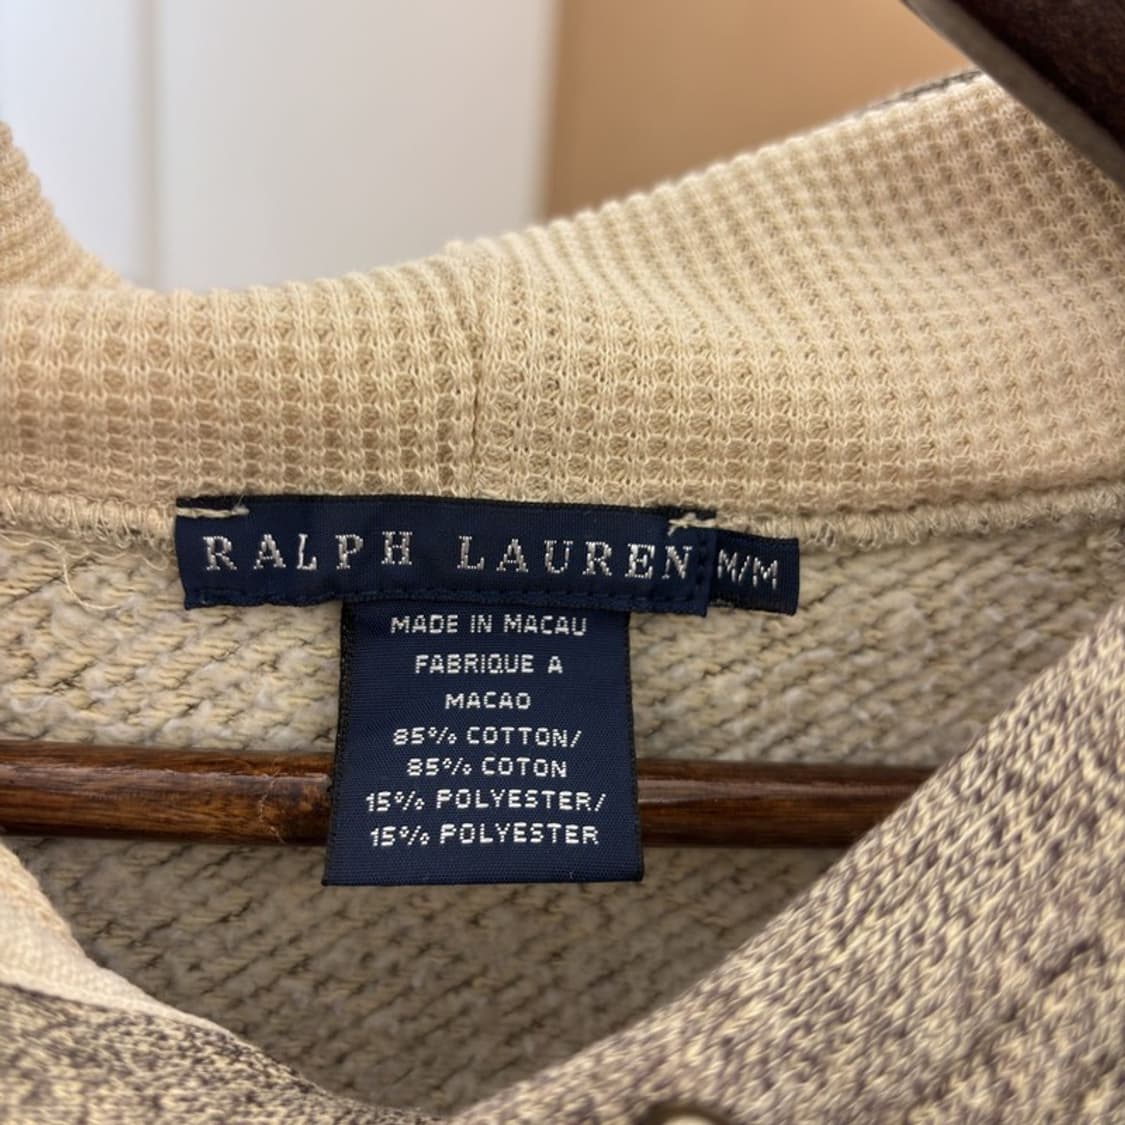 RALPH LAUREN
M/M
MADE IN MACAU
FABRIQUE A
MACAO
85% COTTON/
85% COTON
15% POLYESTER/
15% POLYESTER